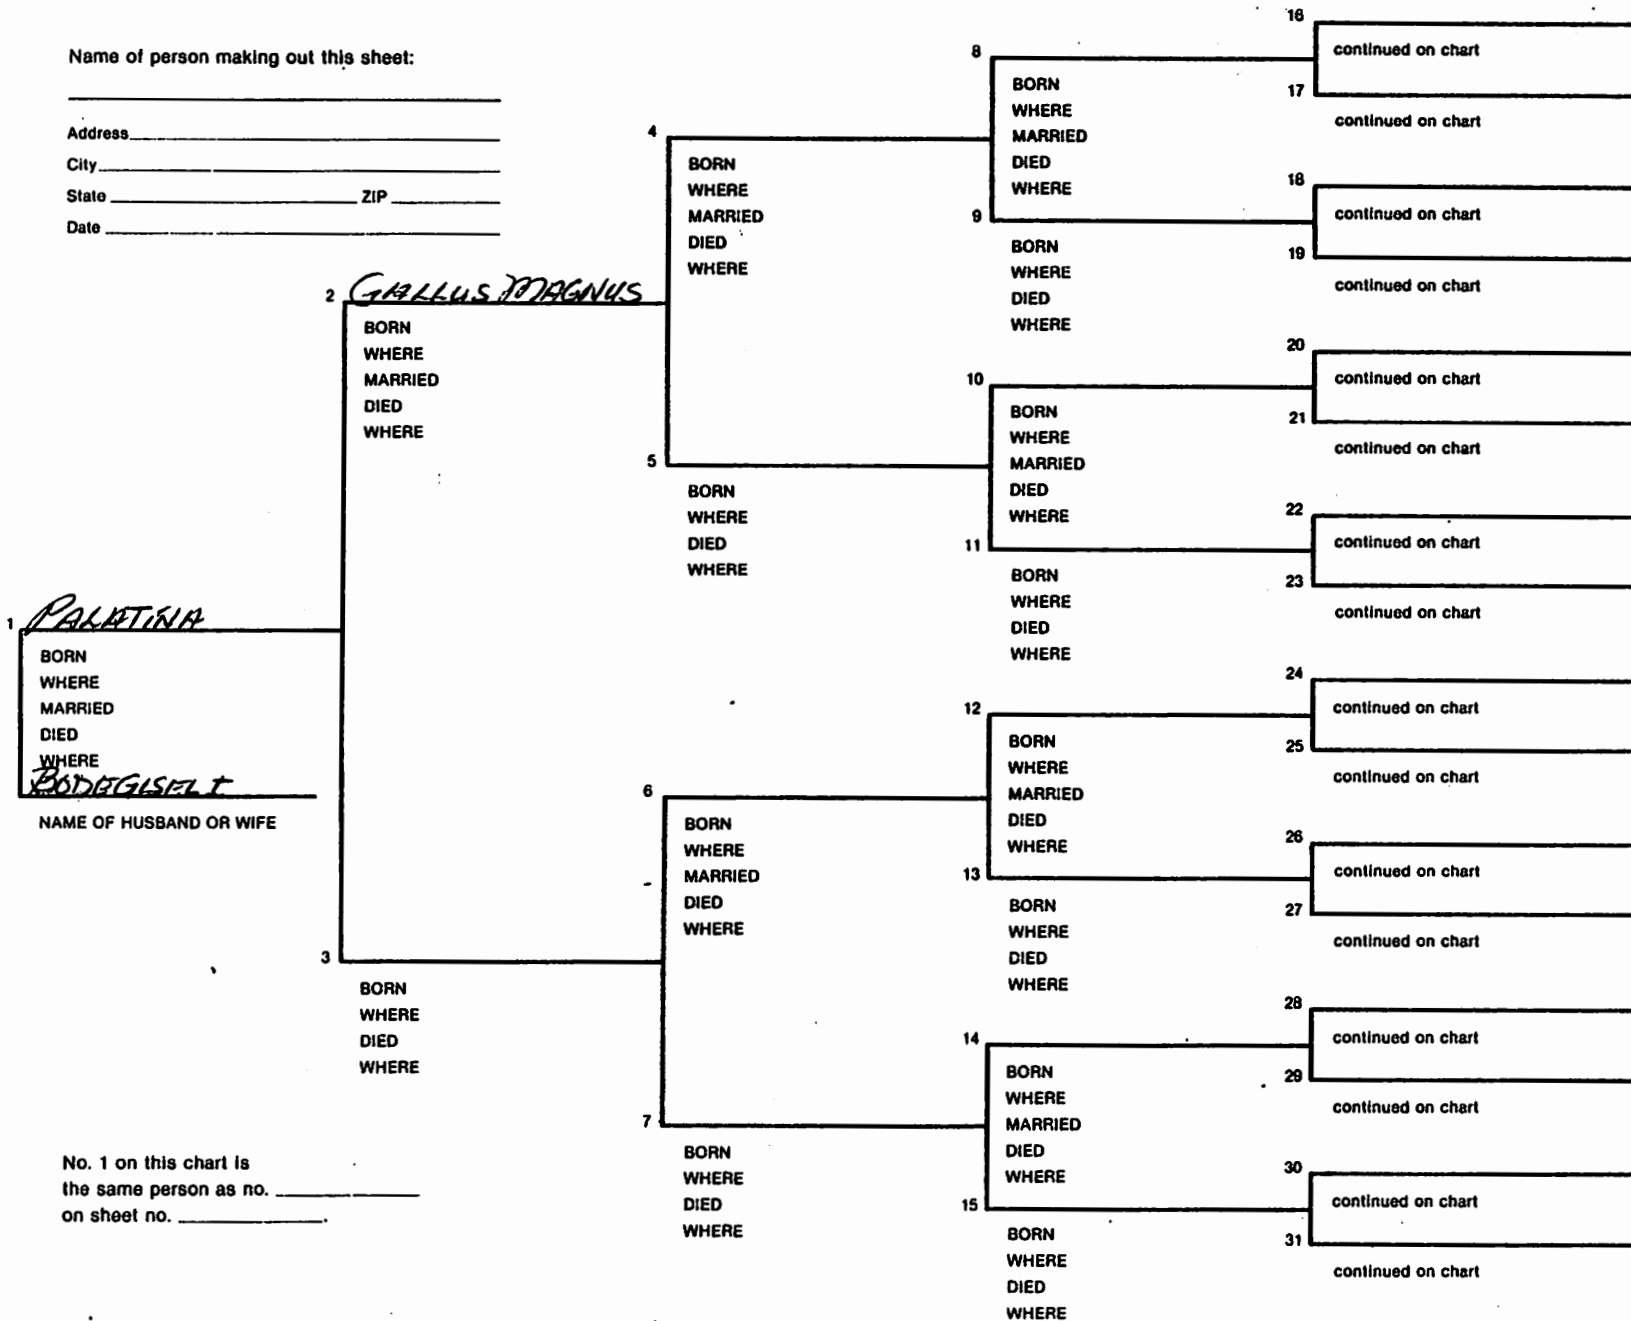 Name of person making out this sheet:
Address
City
State ZIP
Date
1 PALATINA
BORN
WHERE
MARRIED
DIED
WHERE
BODEGISEL I
NAME OF HUSBAND OR WIFE
2 GALLUS MAGNUS
BORN
WHERE
MARRIED
DIED
WHERE
3
BORN
WHERE
DIED
WHERE
No. 1 on this chart is
the same person as no.
on sheet no. .
4
BORN
WHERE
MARRIED
DIED
WHERE
5
BORN
WHERE
DIED
WHERE
6
BORN
WHERE
MARRIED
DIED
WHERE
7
BORN
WHERE
DIED
WHERE
8
BORN
WHERE
MARRIED
DIED
WHERE
9
BORN
WHERE
DIED
WHERE
10
BORN
WHERE
MARRIED
DIED
WHERE
11
BORN
WHERE
DIED
WHERE
12
BORN
WHERE
MARRIED
DIED
WHERE
13
BORN
WHERE
DIED
WHERE
14
BORN
WHERE
MARRIED
DIED
WHERE
15
BORN
WHERE
DIED
WHERE
16
continued on chart
17
continued on chart
18
continued on chart
19
continued on chart
20
continued on chart
21
continued on chart
22
continued on chart
23
continued on chart
24
continued on chart
25
continued on chart
26
continued on chart
27
continued on chart
28
continued on chart
29
continued on chart
30
continued on chart
31
continued on chart